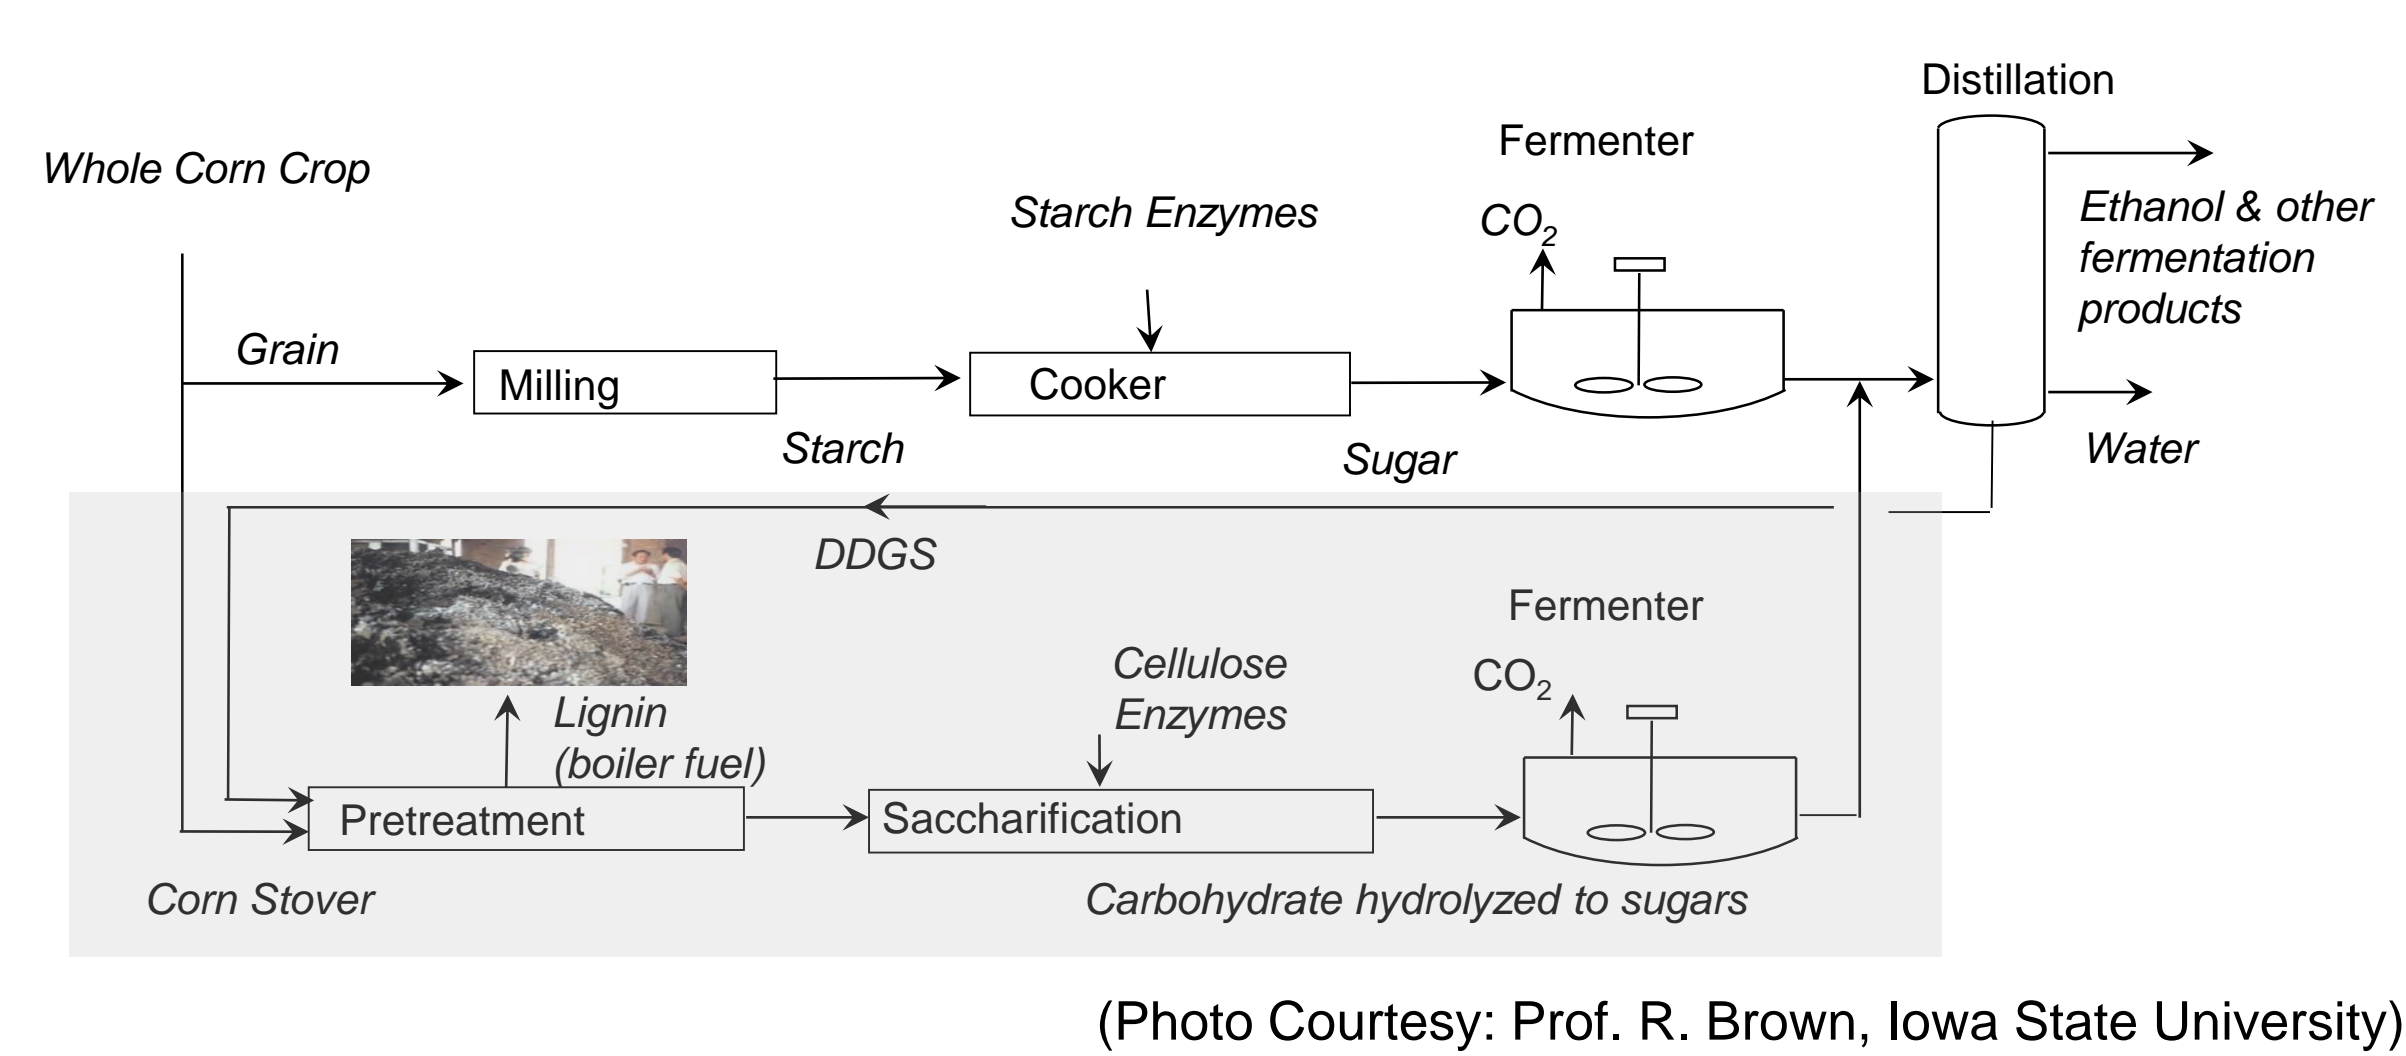 Distillation
Fermenter
Whole Corn Crop
Starch Enzymes
CO2
Ethanol & other
fermentation
products
Grain
Milling
Cooker
Starch
Sugar
Water
DDGS
Fermenter
Cellulose
Enzymes
CO2
Lignin
(boiler fuel)
Pretreatment
Saccharification
Corn Stover
Carbohydrate hydrolyzed to sugars
(Photo Courtesy: Prof. R. Brown, Iowa State University)